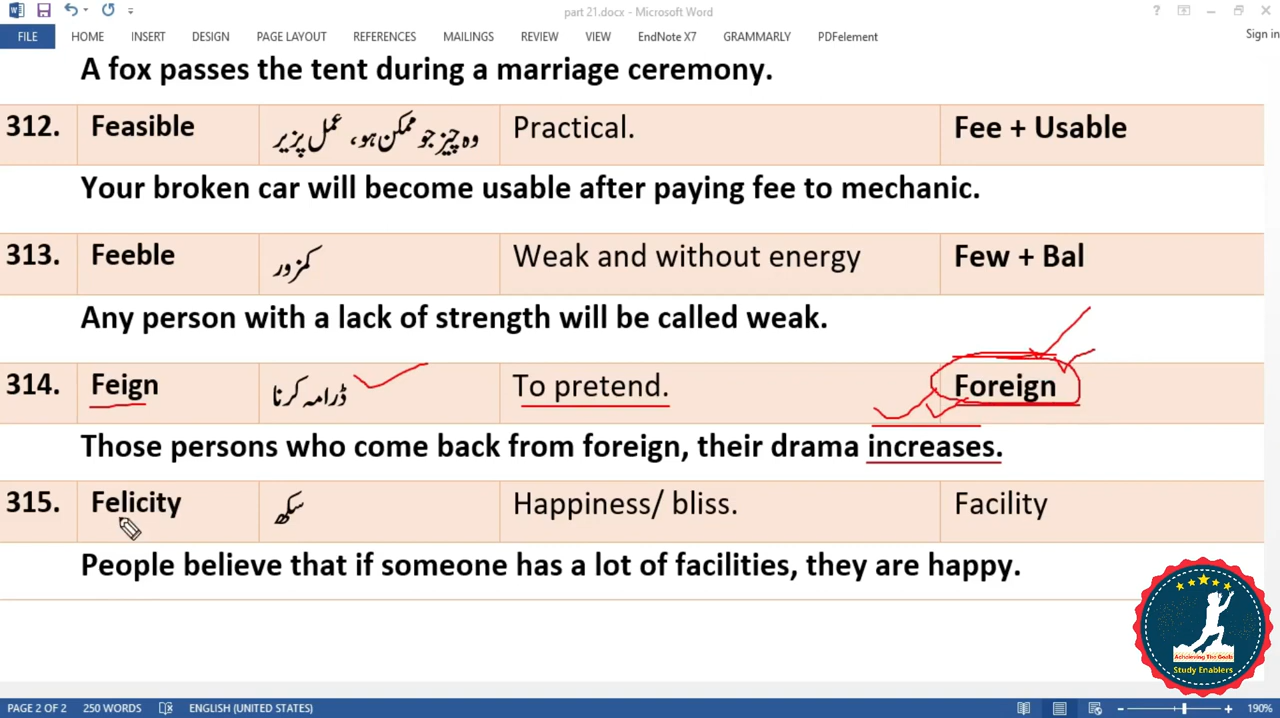 part 21.docx - Microsoft Word
FILE HOME INSERT DESIGN PAGE LAYOUT REFERENCES MAILINGS REVIEW VIEW EndNote X7 GRAMMARLY PDFelement Sign in
A fox passes the tent during a marriage ceremony.
312. Feasible وہ چیز جو ممکن ہو، عمل پزیر Practical. Fee + Usable
Your broken car will become usable after paying fee to mechanic.
313. Feeble کمزور Weak and without energy Few + Bal
Any person with a lack of strength will be called weak.
314. Feign ڈرامہ کرنا To pretend. Foreign
Those persons who come back from foreign, their drama increases.
315. Felicity سکھ Happiness/ bliss. Facility
People believe that if someone has a lot of facilities, they are happy.
Acheieving The Goals
Study Enablers
PAGE 2 OF 2 250 WORDS ENGLISH (UNITED STATES) 190%